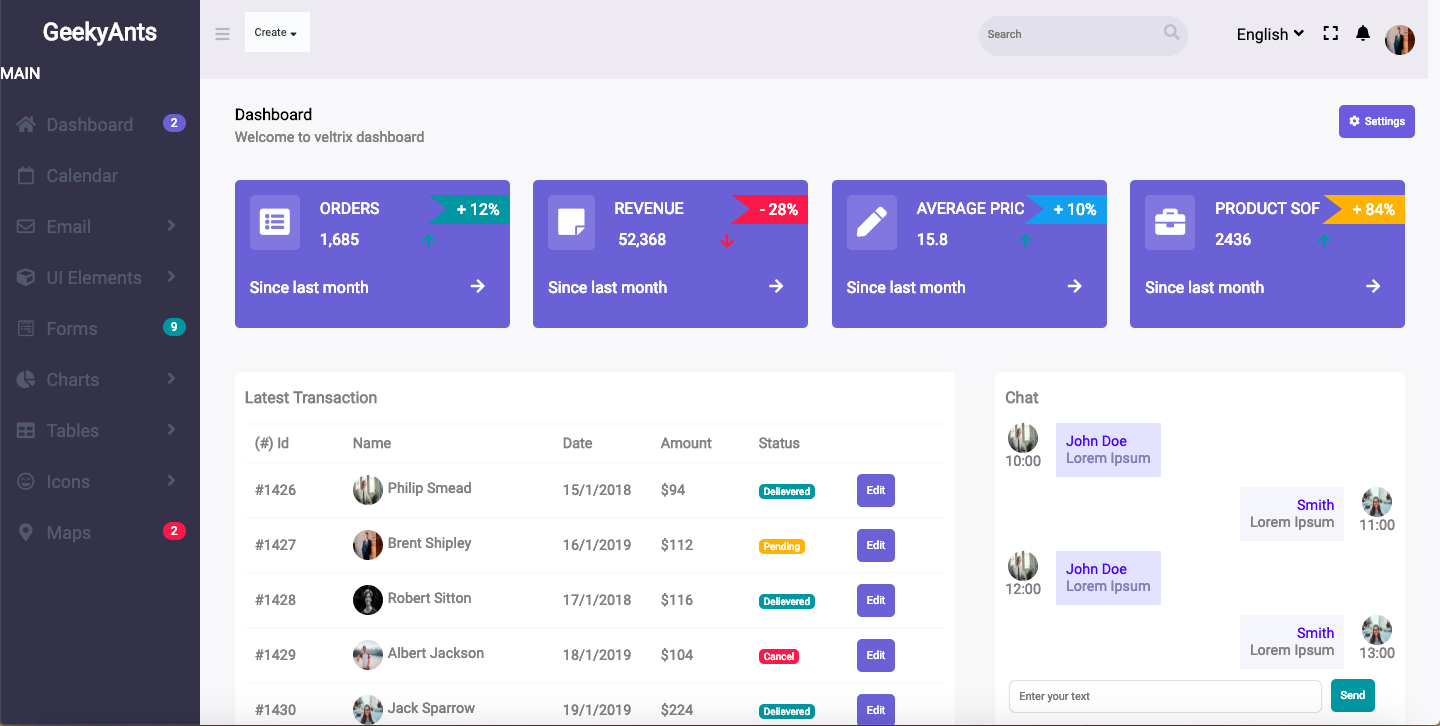 GeekyAnts
MAIN
Dashboard 2
Calendar
Email
UI Elements
Forms 9
Charts
Tables
Icons
Maps 2
Create
Search
English
Dashboard
Welcome to veltrix dashboard
Settings
ORDERS + 12%
1,685
Since last month
REVENUE - 28%
52,368
Since last month
AVERAGE PRIC + 10%
15.8
Since last month
PRODUCT SOF + 84%
2436
Since last month
Latest Transaction
(#) Id Name Date Amount Status
#1426 Philip Smead 15/1/2018 $94 Delievered Edit
#1427 Brent Shipley 16/1/2019 $112 Pending Edit
#1428 Robert Sitton 17/1/2018 $116 Delievered Edit
#1429 Albert Jackson 18/1/2019 $104 Cancel Edit
#1430 Jack Sparrow 19/1/2019 $224 Delievered Edit
Chat
John Doe
Lorem Ipsum
10:00
Smith
Lorem Ipsum
11:00
John Doe
Lorem Ipsum
12:00
Smith
Lorem Ipsum
13:00
Enter your text
Send